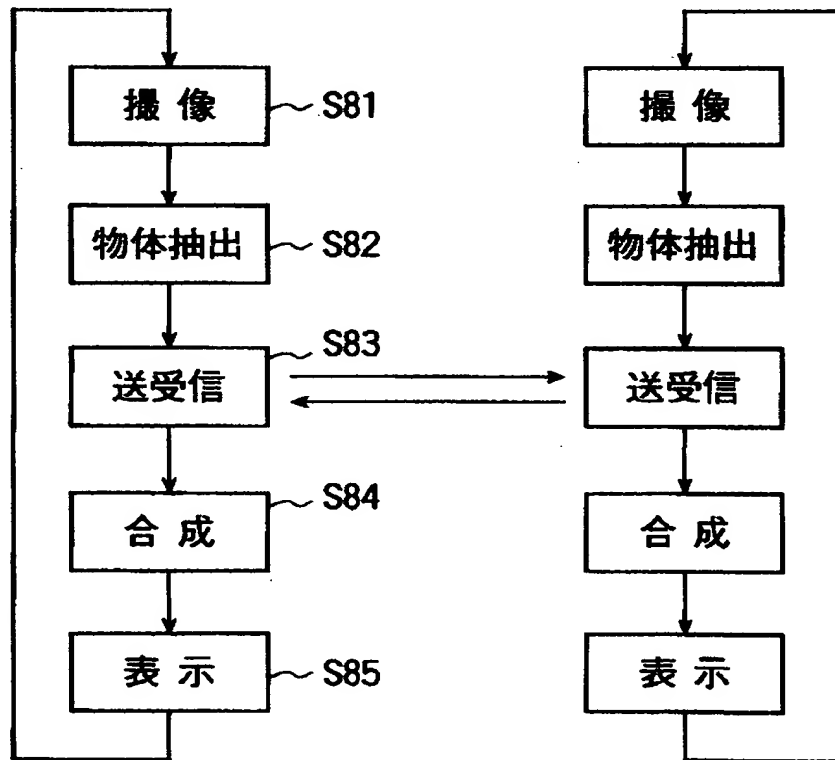 撮像 S81 撮像
物体抽出 S82 物体抽出
S83
送受信 送受信
S84
合成 合成
表示 S85 表示